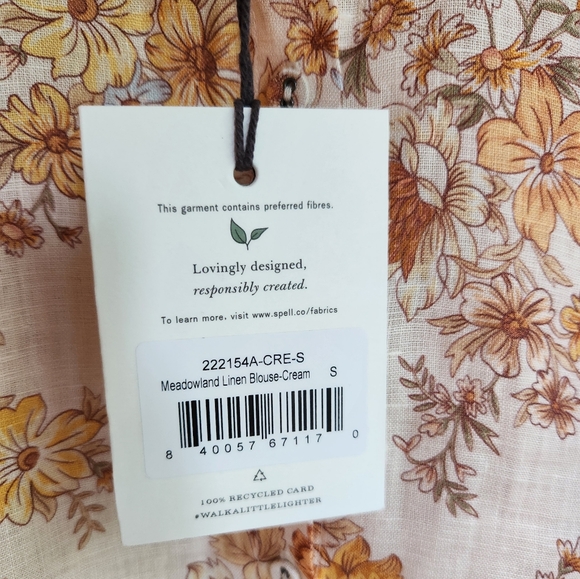 This garment contains preferred fibres.
Lovingly designed,
responsibly created.
To learn more, visit www.spell.co/fabrics
222154A-CRE-S
Meadowland Linen Blouse-Cream S
8 40057 67117 0
100% RECYCLED CARD
#WALKALITTLELIGHTER